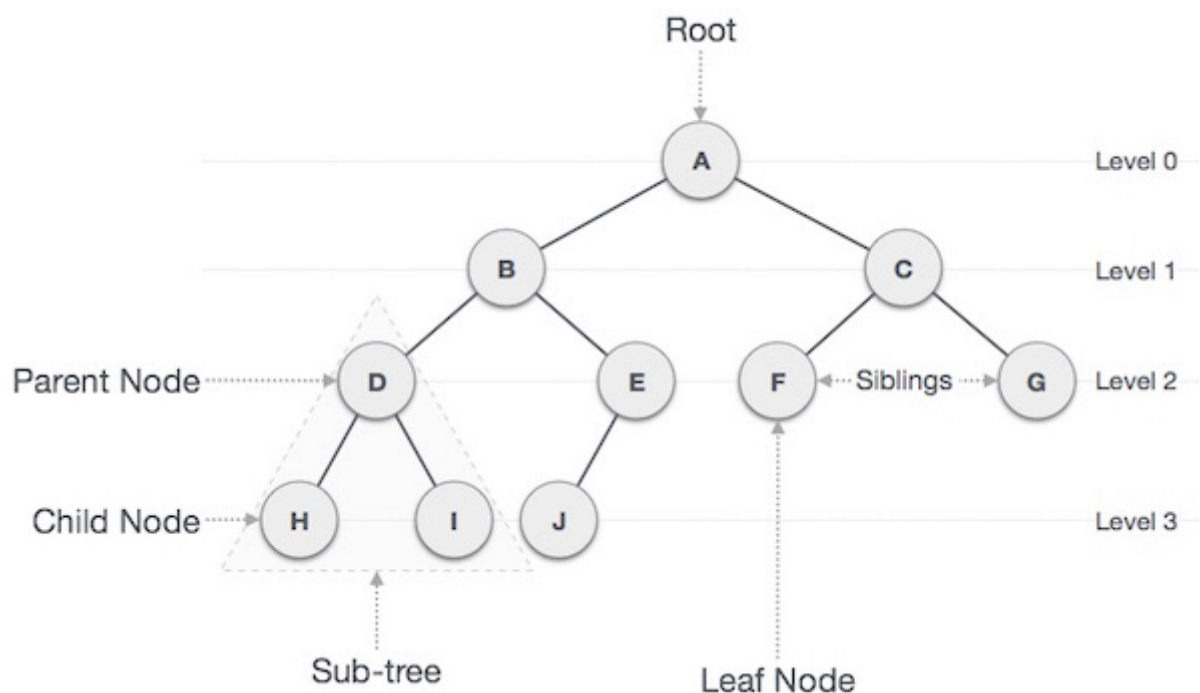 Root
A
Level 0
B
C
Level 1
Parent Node
D
E
F
Siblings
G
Level 2
Child Node
H
I
J
Level 3
Sub-tree
Leaf Node